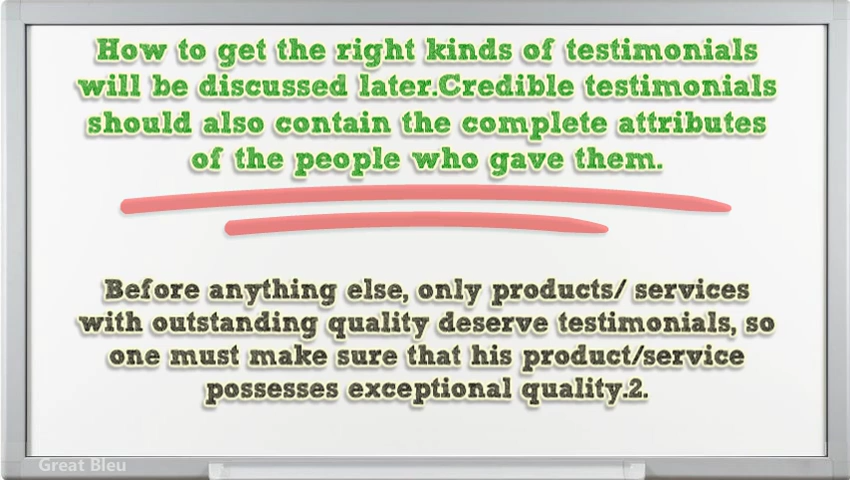 How to get the right kinds of testimonials
will be discussed later.Credible testimonials
should also contain the complete attributes
of the people who gave them.
Before anything else, only products/ services
with outstanding quality deserve testimonials, so
one must make sure that his product/service
possesses exceptional quality.2.
Great Bleu